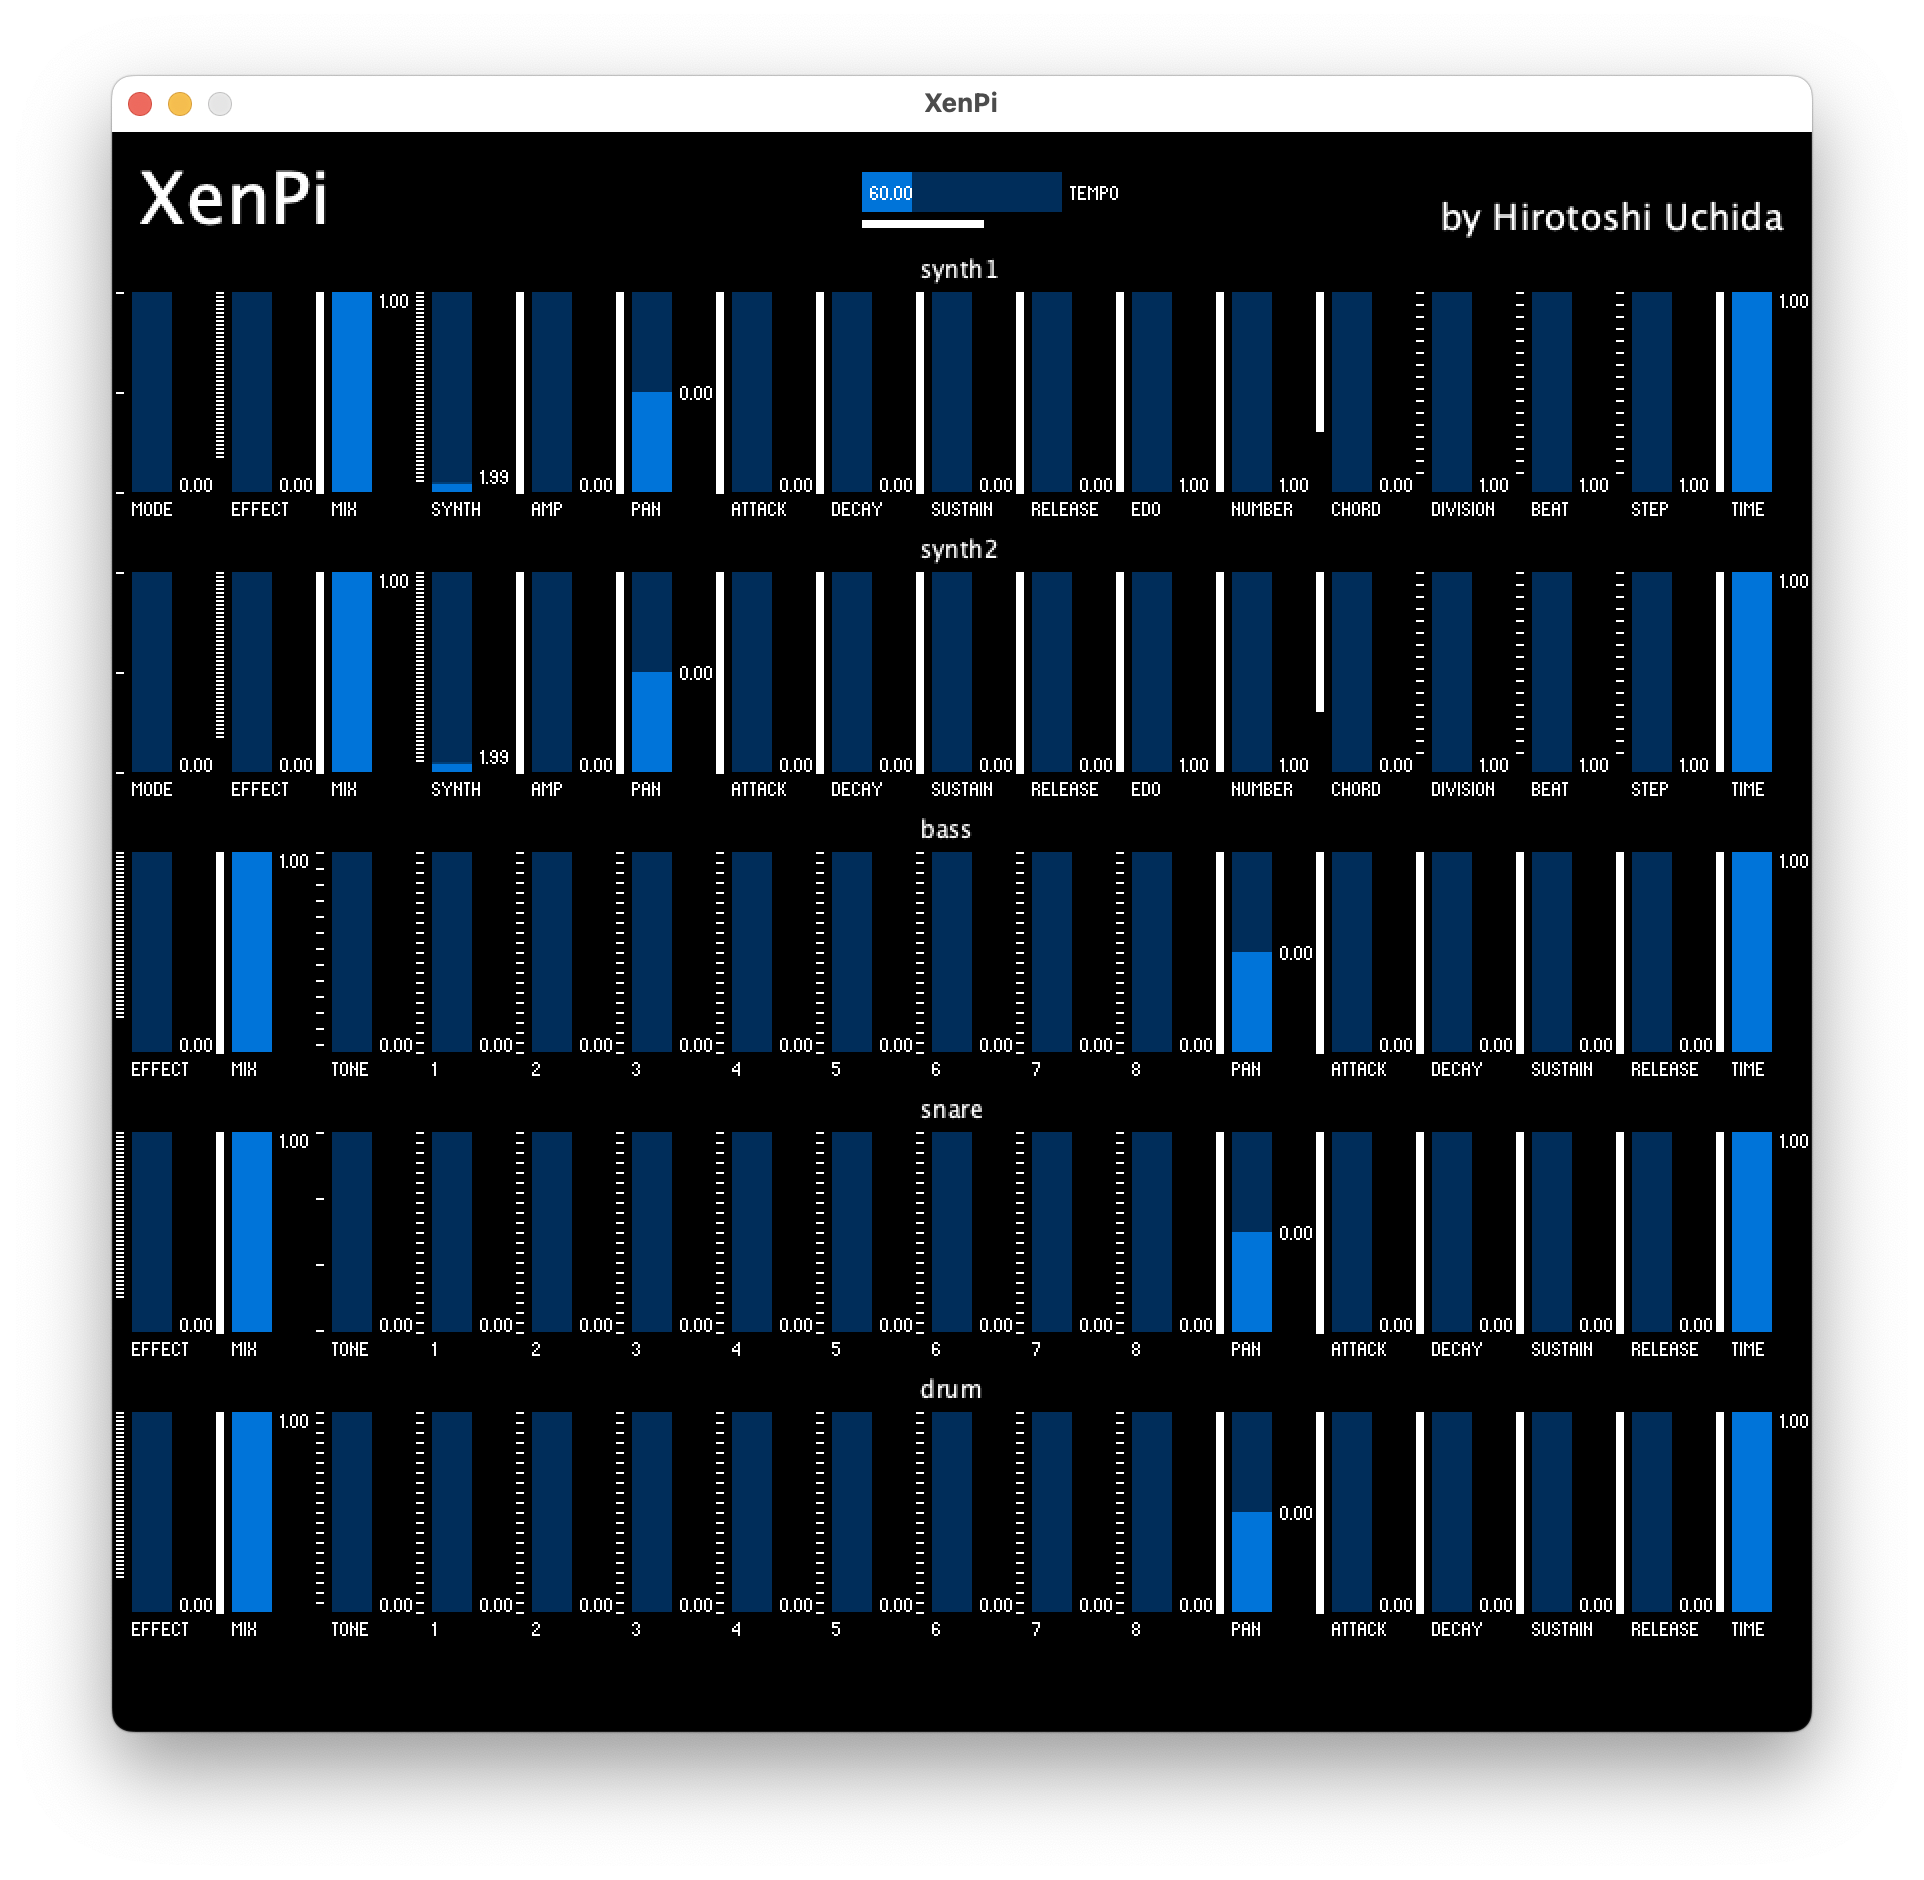 XenPi
XenPi
60.00 TEMPO
by Hirotoshi Uchida
synth1
0.00 0.00 1.00 1.99 0.00 0.00 0.00 0.00 0.00 0.00 1.00 1.00 0.00 1.00 1.00 1.00 1.00
MODE EFFECT MIX SYNTH AMP PAN ATTACK DECAY SUSTAIN RELEASE EDO NUMBER CHORD DIVISION BEAT STEP TIME
synth2
0.00 0.00 1.00 1.99 0.00 0.00 0.00 0.00 0.00 0.00 1.00 1.00 0.00 1.00 1.00 1.00 1.00
MODE EFFECT MIX SYNTH AMP PAN ATTACK DECAY SUSTAIN RELEASE EDO NUMBER CHORD DIVISION BEAT STEP TIME
bass
0.00 1.00 0.00 0.00 0.00 0.00 0.00 0.00 0.00 0.00 0.00 0.00 0.00 0.00 0.00 0.00 1.00
EFFECT MIX TONE 1 2 3 4 5 6 7 8 PAN ATTACK DECAY SUSTAIN RELEASE TIME
snare
0.00 1.00 0.00 0.00 0.00 0.00 0.00 0.00 0.00 0.00 0.00 0.00 0.00 0.00 0.00 0.00 1.00
EFFECT MIX TONE 1 2 3 4 5 6 7 8 PAN ATTACK DECAY SUSTAIN RELEASE TIME
drum
0.00 1.00 0.00 0.00 0.00 0.00 0.00 0.00 0.00 0.00 0.00 0.00 0.00 0.00 0.00 0.00 1.00
EFFECT MIX TONE 1 2 3 4 5 6 7 8 PAN ATTACK DECAY SUSTAIN RELEASE TIME